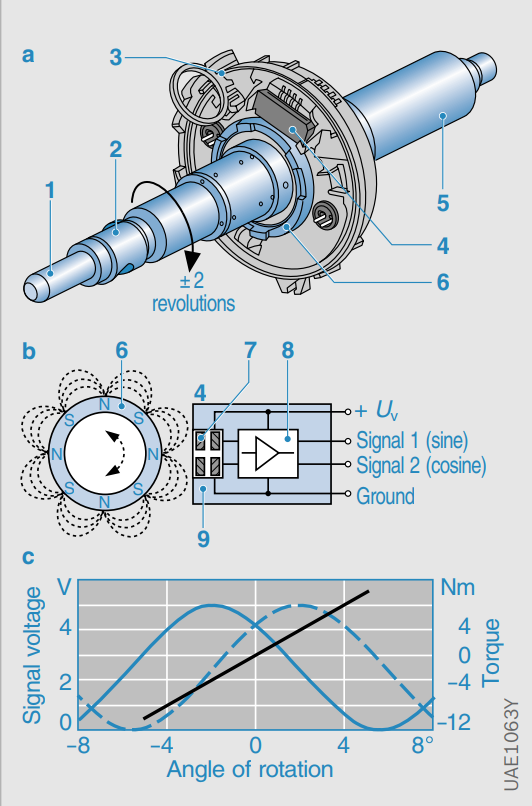 a
3
2
1
5
4
6
± 2
revolutions
b
6
7
8
4
+ Uv
N
S
S
Signal 1 (sine)
N
N
Signal 2 (cosine)
S
S
N
Ground
9
c
V
Nm
4
4
0
2
−4
0
−12
−8
−4
0
4
8°
Signal voltage
Torque
Angle of rotation
UAE1063Y